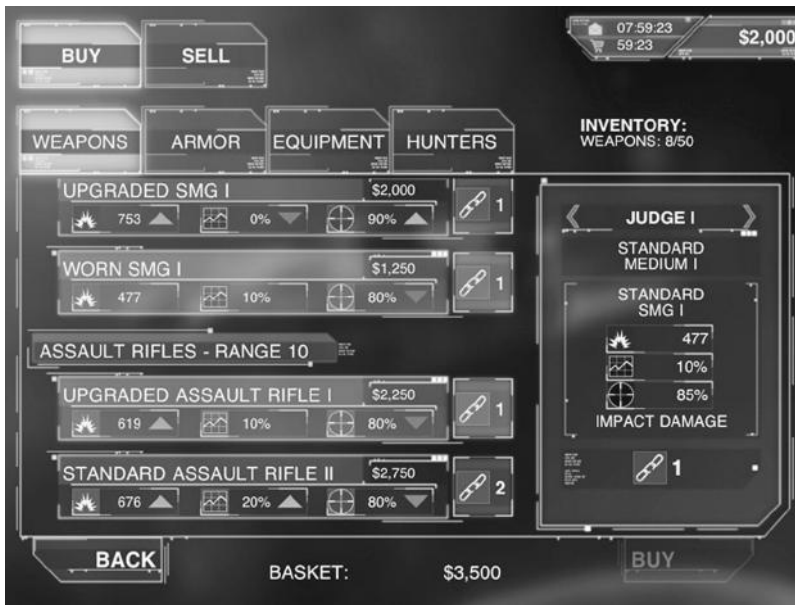 BUY
SELL
07:59:23
59:23
$2,000
WEAPONS
ARMOR
EQUIPMENT
HUNTERS
INVENTORY:
WEAPONS: 8/50
UPGRADED SMG I
$2,000
753
0%
90%
1
WORN SMG I
$1,250
477
10%
80%
1
ASSAULT RIFLES - RANGE 10
UPGRADED ASSAULT RIFLE I
$2,250
619
10%
80%
1
STANDARD ASSAULT RIFLE II
$2,750
676
20%
80%
2
JUDGE I
STANDARD
MEDIUM I
STANDARD
SMG I
477
10%
85%
IMPACT DAMAGE
1
BACK
BASKET:
$3,500
BUY